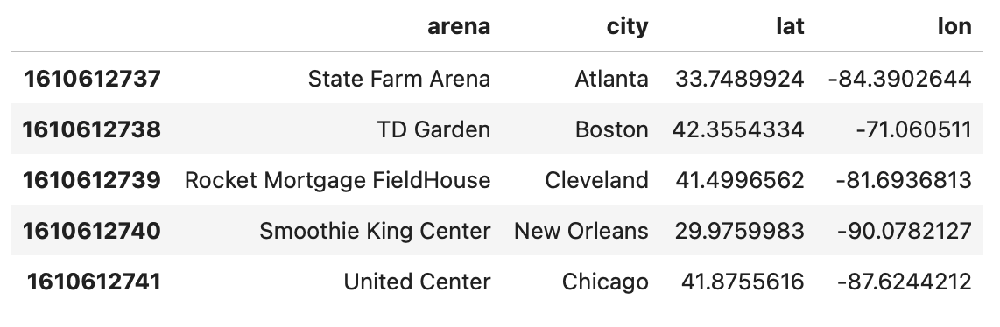 arena city lat lon
1610612737 State Farm Arena Atlanta 33.7489924 -84.3902644
1610612738 TD Garden Boston 42.3554334 -71.060511
1610612739 Rocket Mortgage FieldHouse Cleveland 41.4996562 -81.6936813
1610612740 Smoothie King Center New Orleans 29.9759983 -90.0782127
1610612741 United Center Chicago 41.8755616 -87.6244212